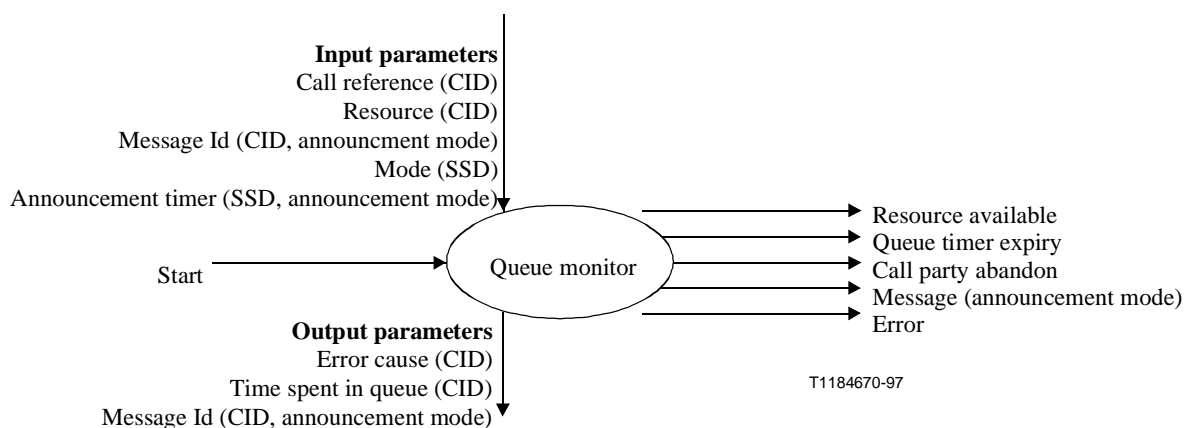 Input parameters
Call reference (CID)
Resource (CID)
Message Id (CID, announcment mode)
Mode (SSD)
Announcement timer (SSD, announcement mode)
Start
Queue monitor
Resource available
Queue timer expiry
Call party abandon
Message (announcement mode)
Error
Output parameters
Error cause (CID)
Time spent in queue (CID)
Message Id (CID, announcement mode)
T1184670-97